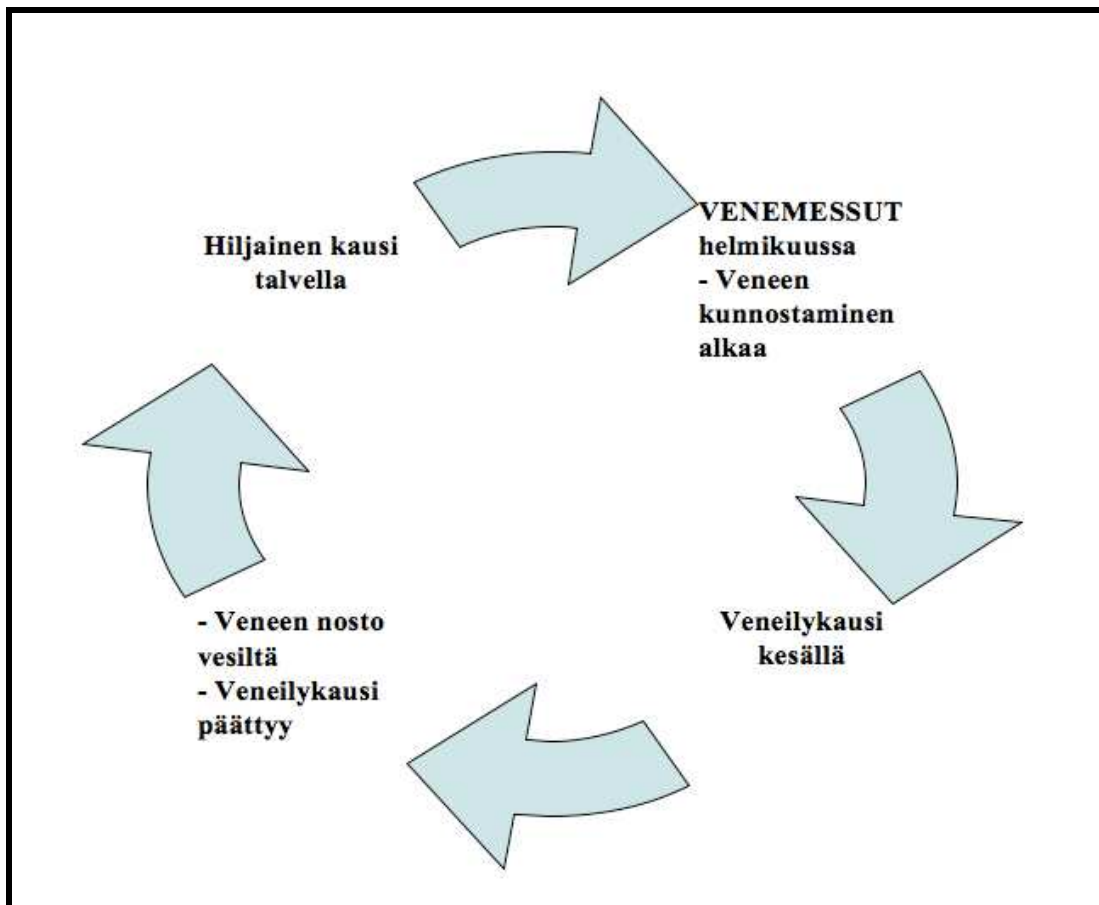 Hiljainen kausi
talvella
VENEMESSUT
helmikuussa
- Veneen
kunnostaminen
alkaa
Veneilykausi
kesällä
- Veneen nosto
vesiltä
- Veneilykausi
päättyy